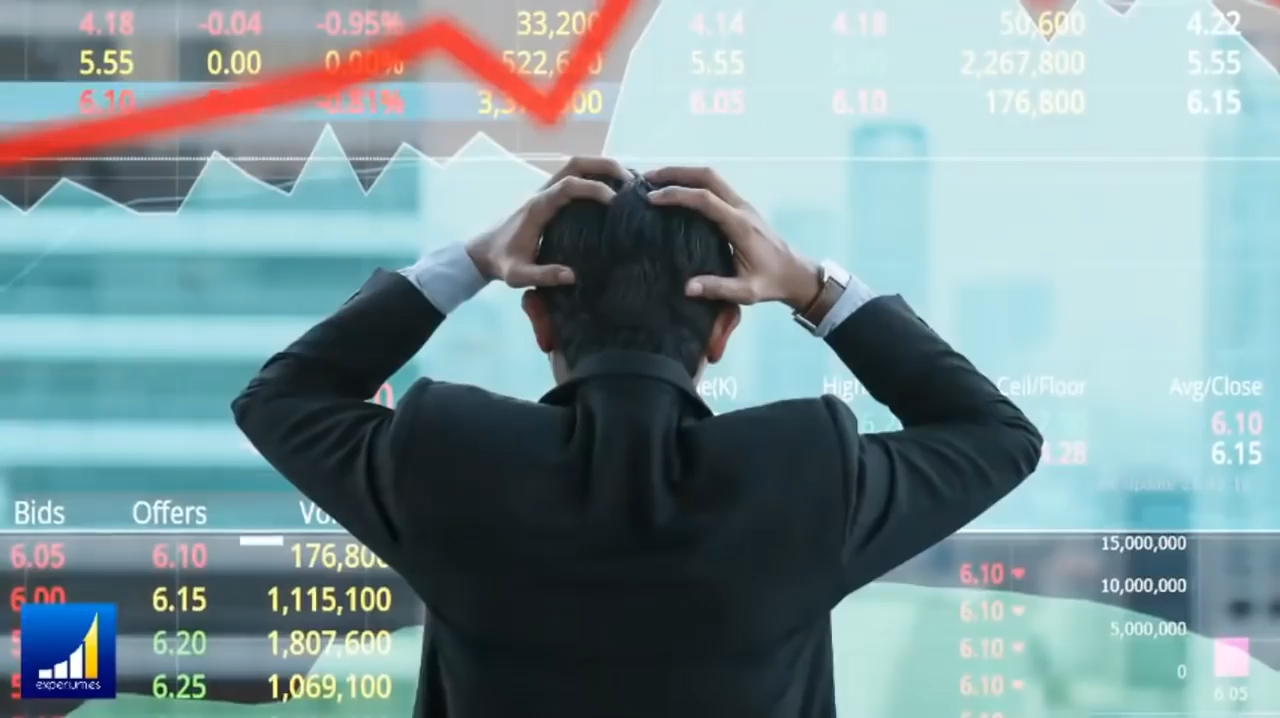 4.18 -0.04 -0.95% 33,200 4.14 4.18 50,600 4.22
5.55 0.00 0.00% 5.55 2,267,800 5.55
6.10 -0.81% 6.05 6.10 176,800 6.15
Ceil/Floor Avg/Close
6.10
6.15
Bids Offers
6.05 6.10 176,800
6.00 6.15 1,115,100
6.20 1,807,600
6.25 1,069,100
15,000,000
6.10
10,000,000
6.10
5,000,000
6.10
0
6.10
6.05
experiumes